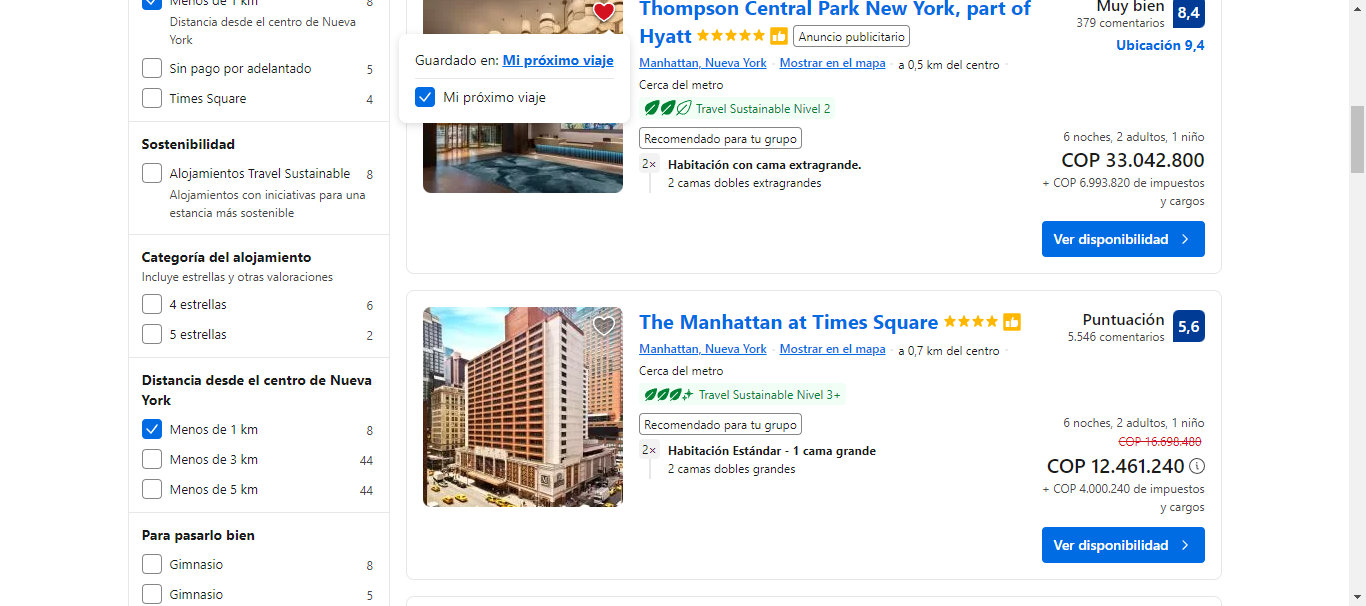 Menos de 1 km 8
Distancia desde el centro de Nueva
York
Sin pago por adelantado 5
Times Square 4
Sostenibilidad
Alojamientos Travel Sustainable 8
Alojamientos con iniciativas para una
estancia más sostenible
Categoría del alojamiento
Incluye estrellas y otras valoraciones
4 estrellas 6
5 estrellas 2
Distancia desde el centro de Nueva
York
Menos de 1 km 8
Menos de 3 km 44
Menos de 5 km 44
Para pasarlo bien
Gimnasio 8
Gimnasio 5
Guardado en: Mi próximo viaje
Mi próximo viaje
Thompson Central Park New York, part of
Hyatt Anuncio publicitario
Manhattan, Nueva York · Mostrar en el mapa · a 0,5 km del centro ·
Cerca del metro
Travel Sustainable Nivel 2
Recomendado para tu grupo
2× Habitación con cama extragrande.
2 camas dobles extragrandes
Muy bien 8,4
379 comentarios
Ubicación 9,4
6 noches, 2 adultos, 1 niño
COP 33.042.800
+ COP 6.993.820 de impuestos
y cargos
Ver disponibilidad
The Manhattan at Times Square
Manhattan, Nueva York · Mostrar en el mapa · a 0,7 km del centro ·
Cerca del metro
Travel Sustainable Nivel 3+
Recomendado para tu grupo
2× Habitación Estándar - 1 cama grande
2 camas dobles grandes
Puntuación 5,6
5.546 comentarios
6 noches, 2 adultos, 1 niño
COP 16.698.480
COP 12.461.240
+ COP 4.000.240 de impuestos
y cargos
Ver disponibilidad